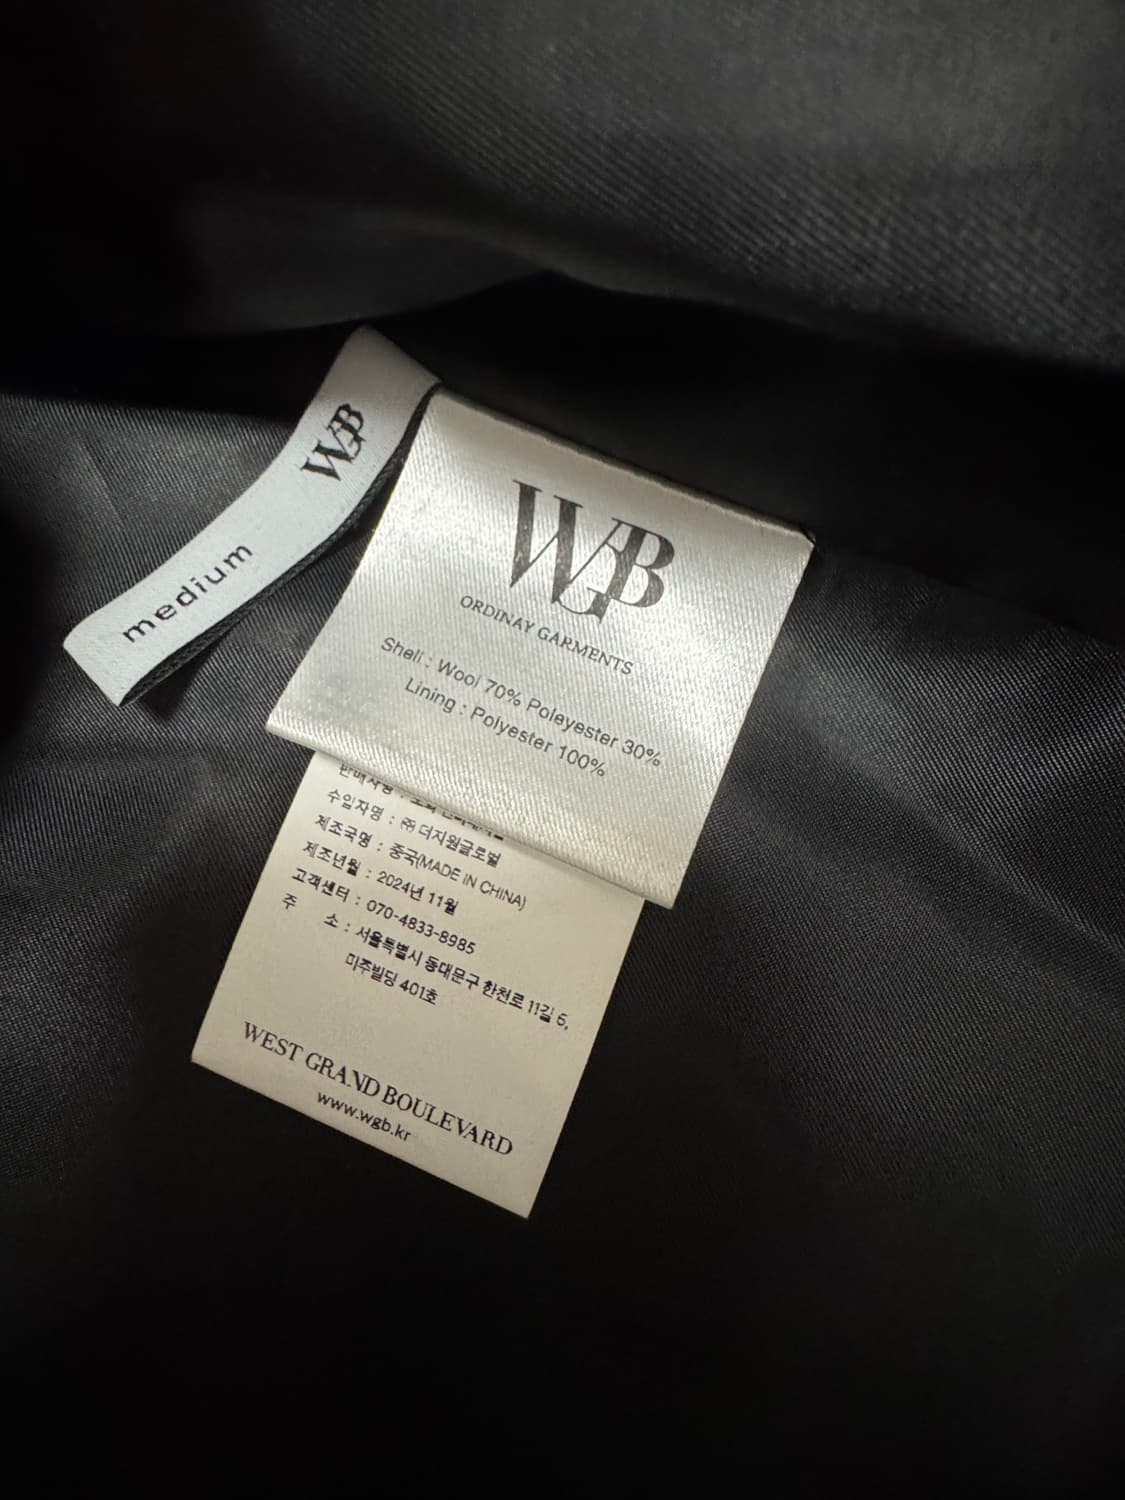 WGB
medium
WGB
ORDINAY GARMENTS
Shell : Wool 70% Poleyester 30%
Lining : Polyester 100%
판매자명 :
수입자명 : ㈜ 더지원글로벌
제조국명 : 중국(MADE IN CHINA)
제조년월 : 2024년 11월
고객센터 : 070-4833-8985
주 소 : 서울특별시 동대문구 한천로 11길 6,
미주빌딩 401호
WEST GRAND BOULEVARD
www.wgb.kr